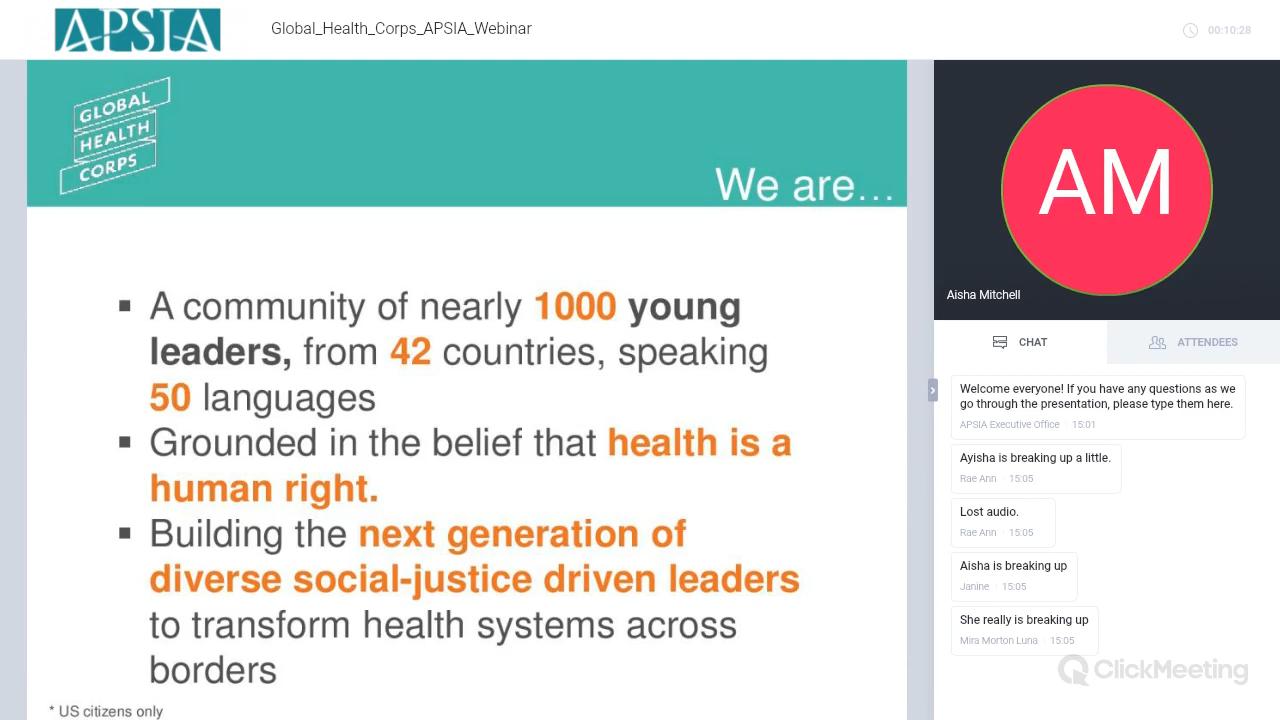 APSIA
Global_Health_Corps_APSIA_Webinar
00:10:28
GLOBAL
HEALTH
CORPS
We are...
▪ A community of nearly 1000 young
leaders, from 42 countries, speaking
50 languages
▪ Grounded in the belief that health is a
human right.
▪ Building the next generation of
diverse social-justice driven leaders
to transform health systems across
borders
* US citizens only
AM
Aisha Mitchell
CHAT
ATTENDEES
Welcome everyone! If you have any questions as we
go through the presentation, please type them here.
APSIA Executive Office 15:01
Ayisha is breaking up a little.
Rae Ann 15:05
Lost audio.
Rae Ann 15:05
Aisha is breaking up
Janine 15:05
She really is breaking up
Mira Morton Luna 15:05
ClickMeeting